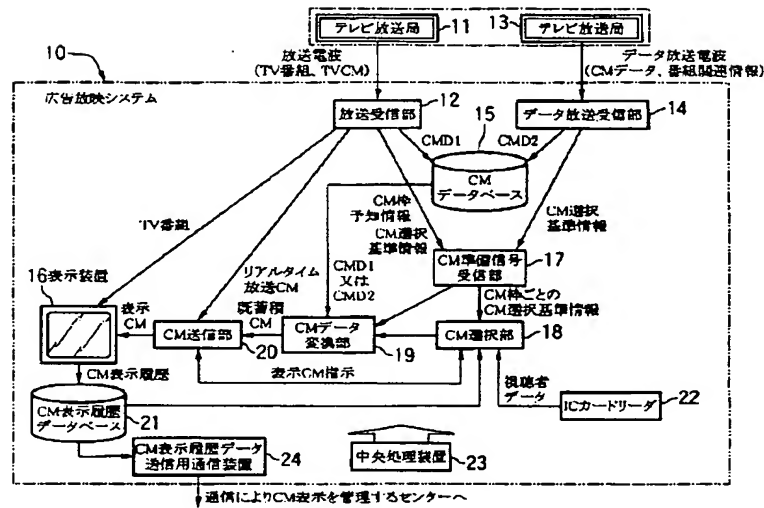 テレビ放送局
11
13
テレビ放送局
放送電波
(TV番組、TVCM)
データ放送電波
(CMデータ、番組関連情報)
10
広告放映システム
放送受信部
12
データ放送受信部
14
15
CMD1
CMD2
CM
データベース
TV番組
CM枠
予知情報
CM選択
基準情報
CM選択
基準情報
CM準備信号
受信部
17
リアルタイム
放送CM
CMD1
又は
CMD2
CM枠ごとの
CM選択基準情報
16
表示装置
表示
CM
CM送信部
20
既蓄積
CM
CMデータ
変換部
19
CM選択部
18
表示CM指示
CM表示履歴
視聴者
データ
ICカードリーダ
22
CM表示履歴
データベース
21
CM表示履歴データ
送信用通信装置
24
中央処理装置
23
通信によりCM表示を管理するセンターへ